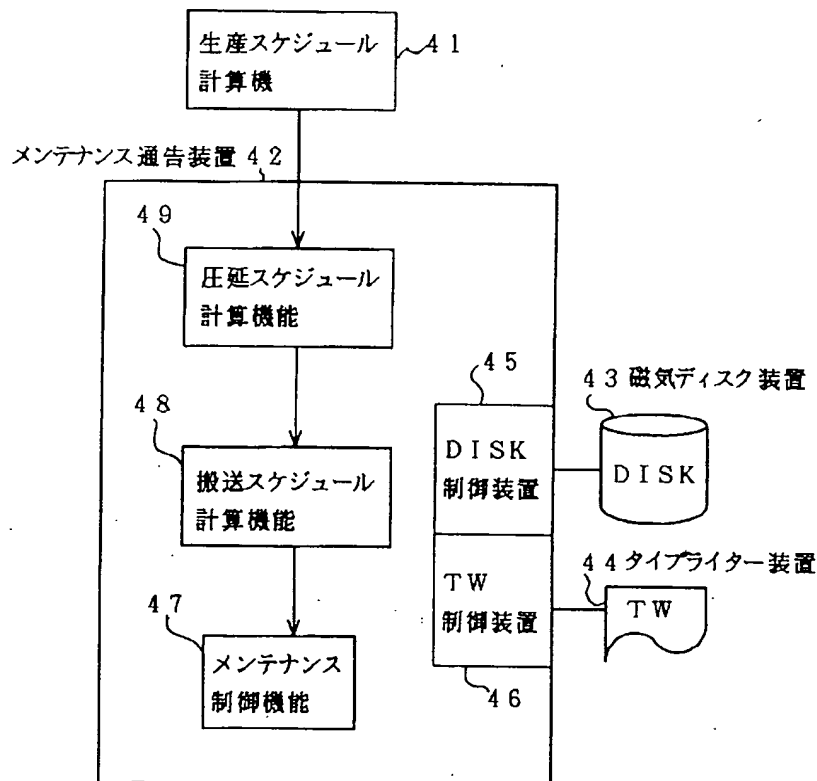 生産スケジュール
計算機
41
メンテナンス通告装置 42
49
圧延スケジュール
計算機能
45
43 磁気ディスク装置
DISK
制御装置
DISK
48
搬送スケジュール
計算機能
44 タイプライター装置
TW
制御装置
TW
47
メンテナンス
制御機能
46